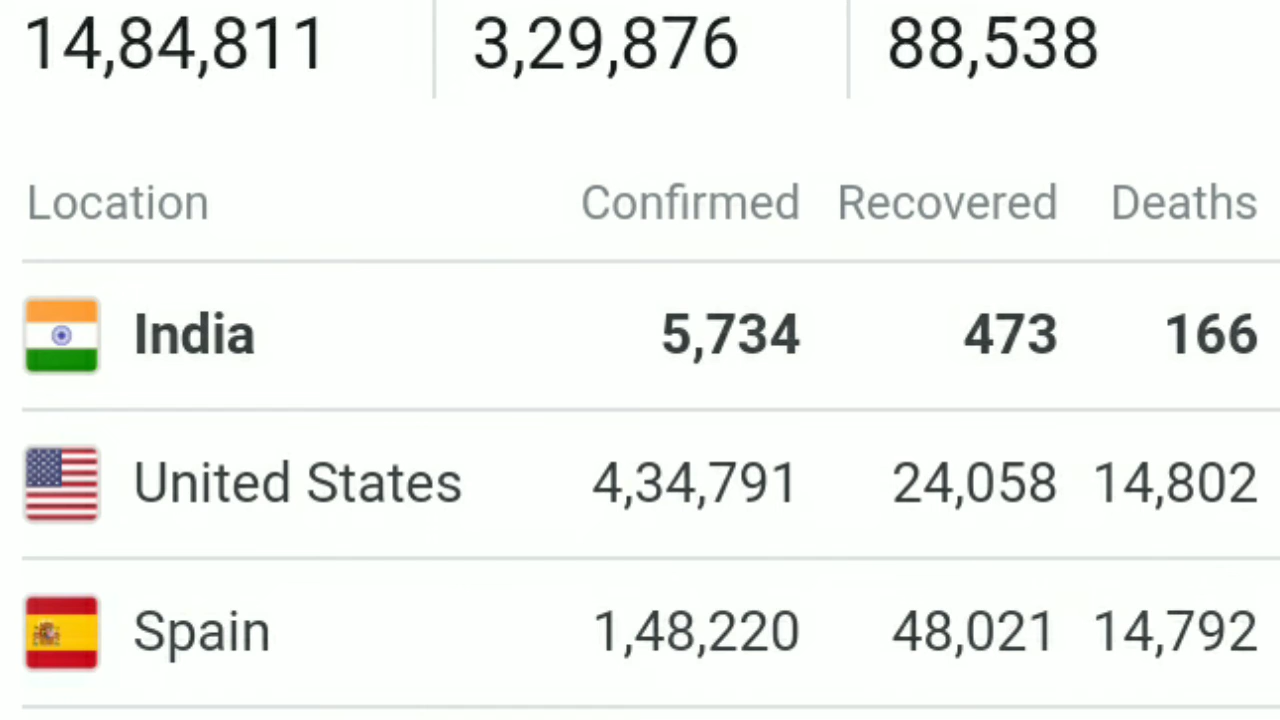 14,84,811 3,29,876 88,538
Location Confirmed Recovered Deaths
India 5,734 473 166
United States 4,34,791 24,058 14,802
Spain 1,48,220 48,021 14,792